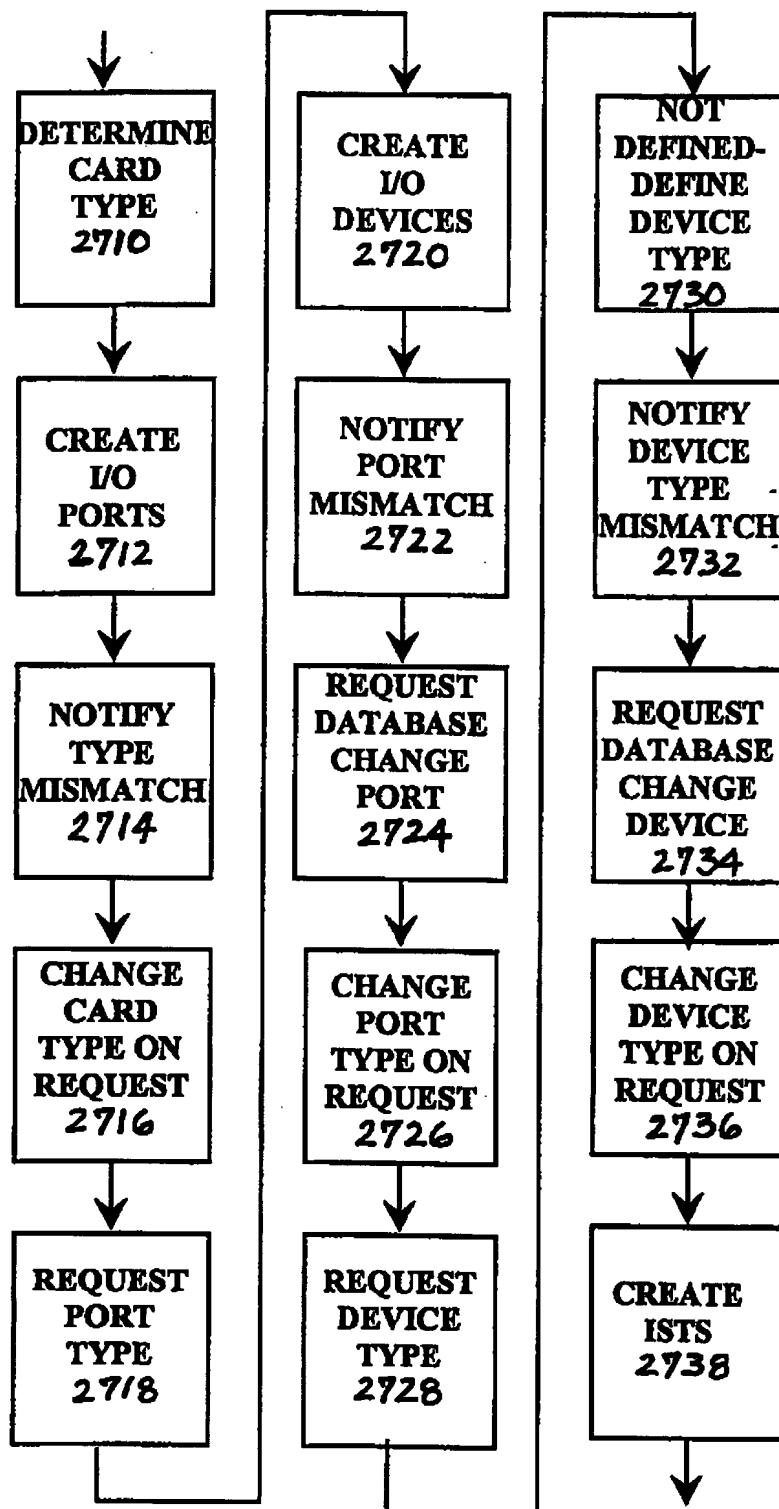 DETERMINE
CARD
TYPE
2710
CREATE
I/O
PORTS
2712
NOTIFY
TYPE
MISMATCH
2714
CHANGE
CARD
TYPE ON
REQUEST
2716
REQUEST
PORT
TYPE
2718
CREATE
I/O
DEVICES
2720
NOTIFY
PORT
MISMATCH
2722
REQUEST
DATABASE
CHANGE
PORT
2724
CHANGE
PORT
TYPE ON
REQUEST
2726
REQUEST
DEVICE
TYPE
2728
NOT
DEFINED-
DEFINE
DEVICE
TYPE
2730
NOTIFY
DEVICE
TYPE
MISMATCH
2732
REQUEST
DATABASE
CHANGE
DEVICE
2734
CHANGE
DEVICE
TYPE ON
REQUEST
2736
CREATE
ISTS
2738